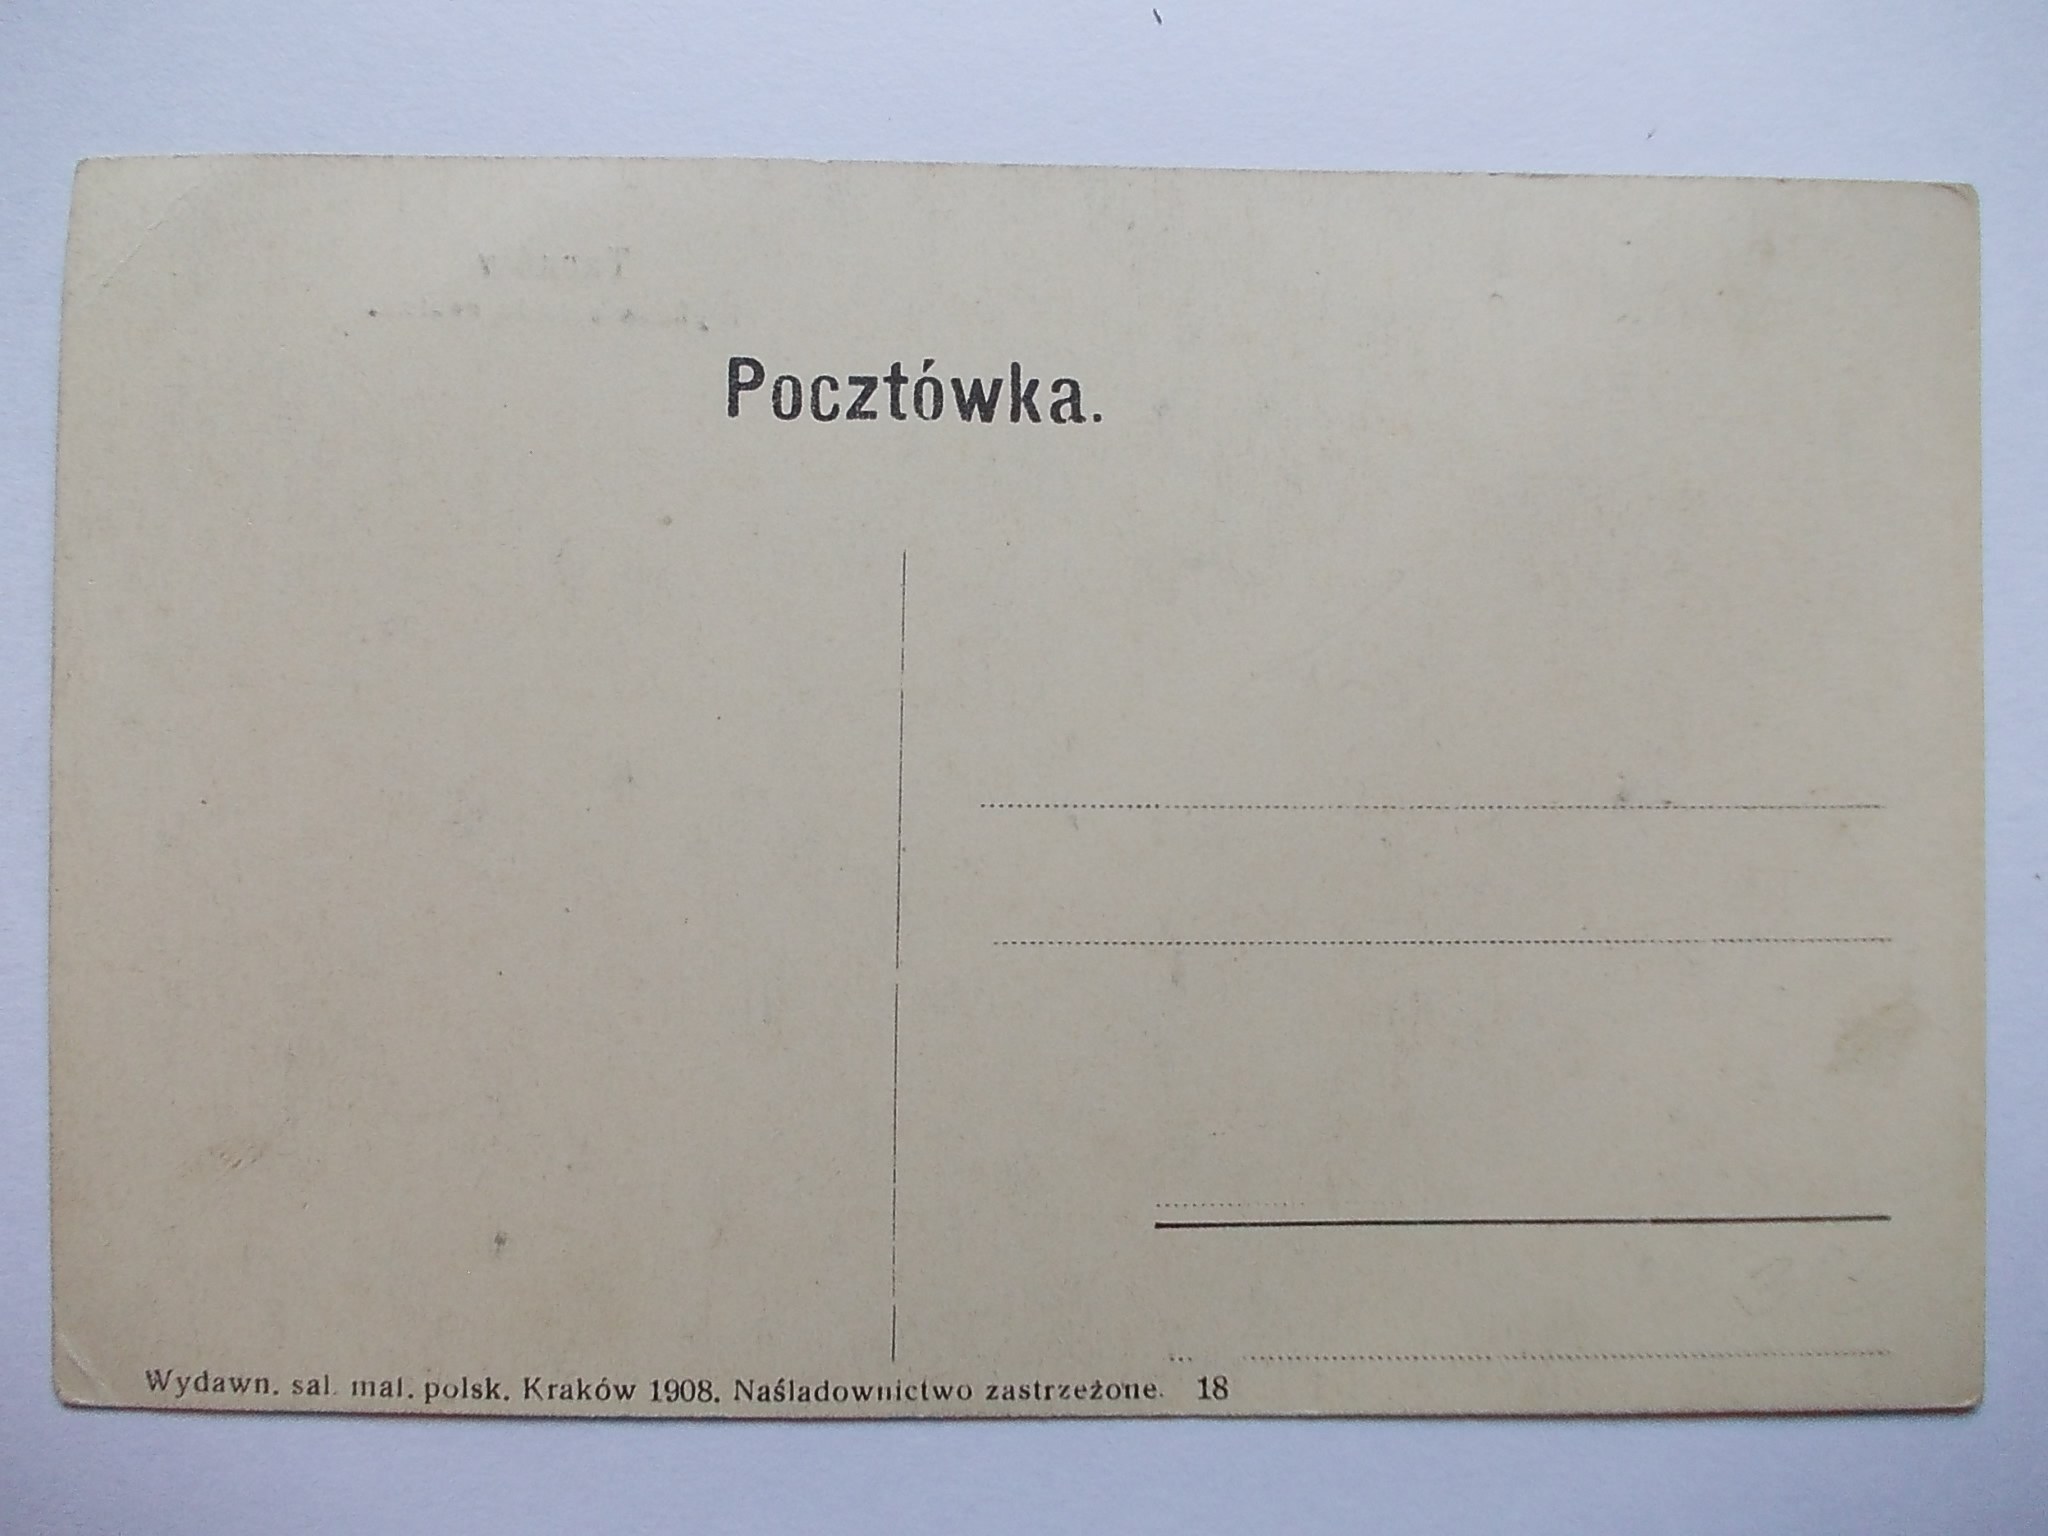 Pocztówka.
Wydawn. sal. mal. polsk. Kraków 1908. Naśladownictwo zastrzeżone. 18